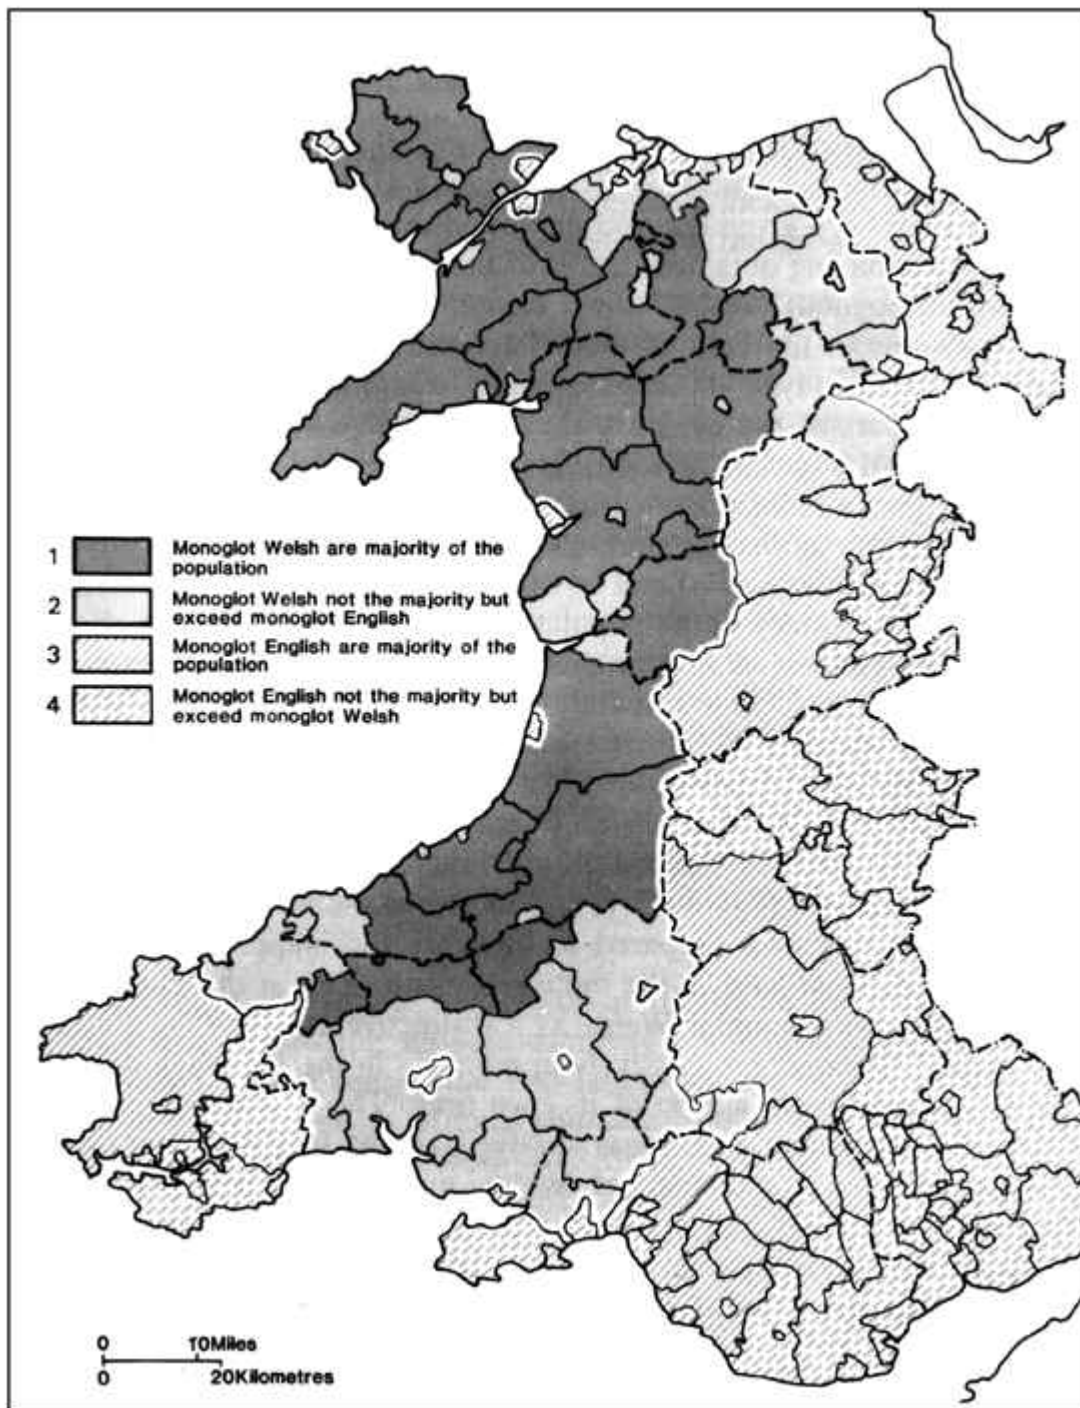 1 Monoglot Welsh are majority of the
population
2 Monoglot Welsh not the majority but
exceed monoglot English
3 Monoglot English are majority of the
population
4 Monoglot English not the majority but
exceed monoglot Welsh
0 10Miles
0 20Kilometres